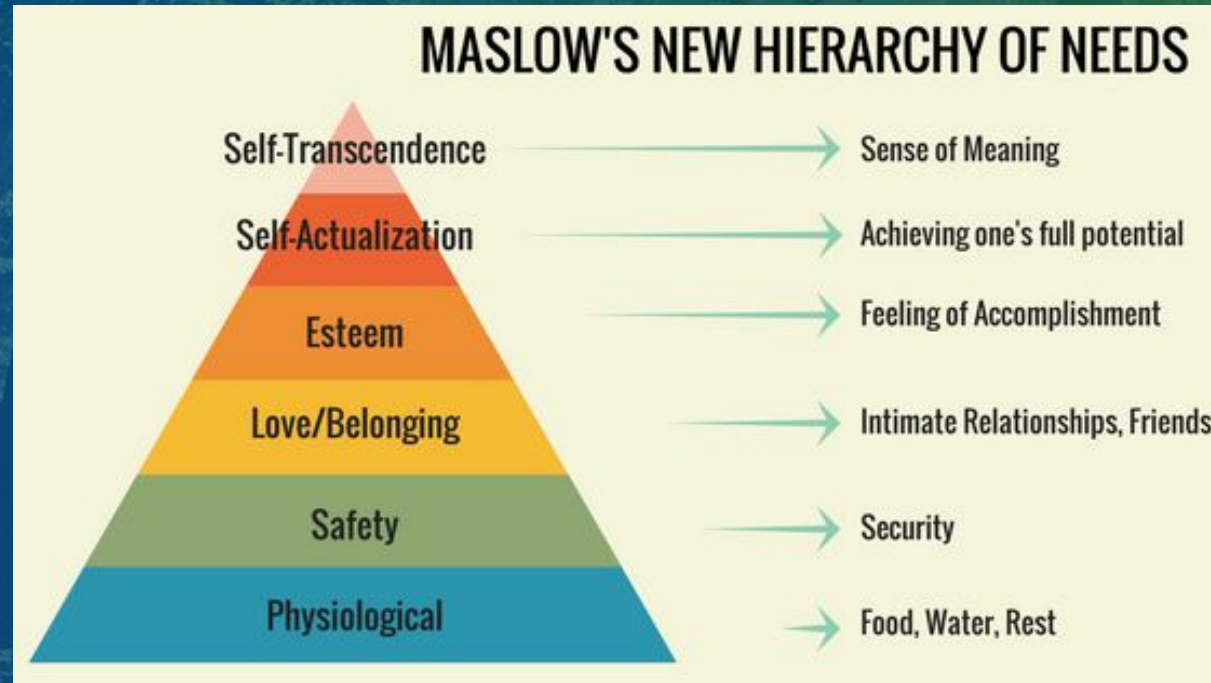 MASLOW'S NEW HIERARCHY OF NEEDS
Self-Transcendence
Sense of Meaning
Self-Actualization
Achieving one's full potential
Esteem
Feeling of Accomplishment
Love/Belonging
Intimate Relationships, Friends
Safety
Security
Physiological
Food, Water, Rest